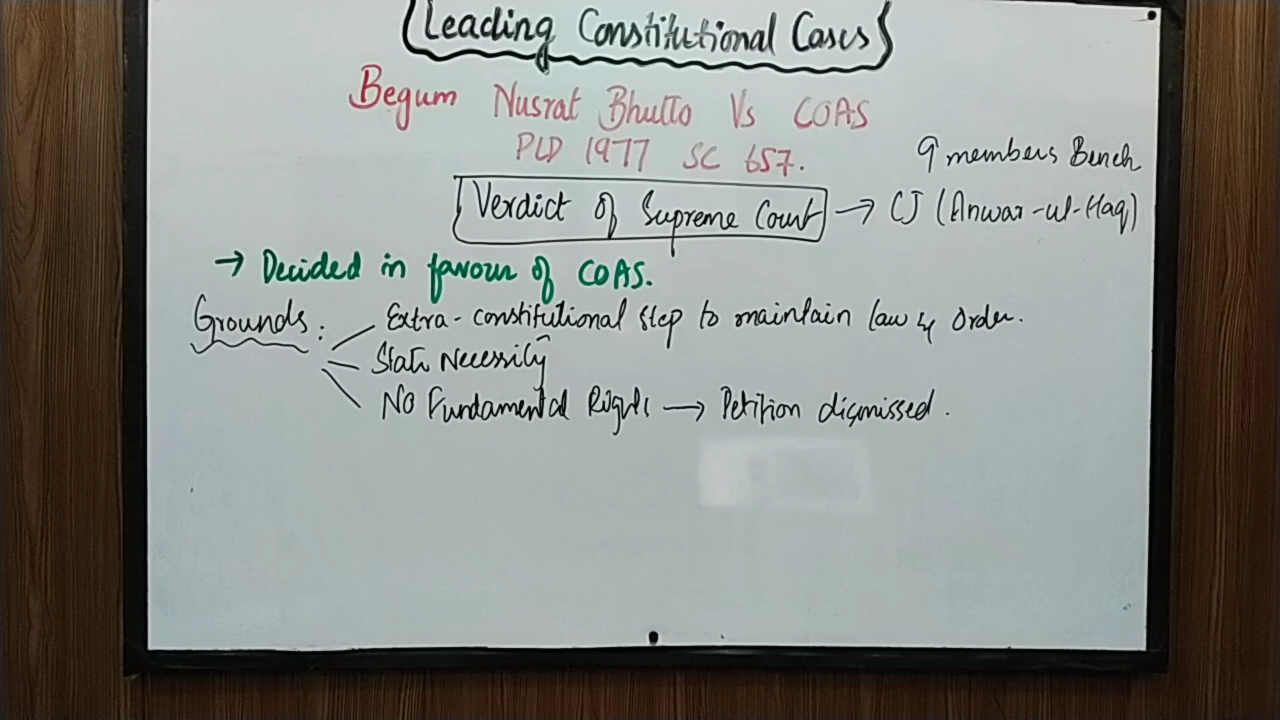 Leading Constitutional Cases
Begum Nusrat Bhutto Vs COAS
PLD 1977 SC 657.
9 members Bench
Verdict of Supreme Court → CJ (Anwar-ul-Haq)
→ Decided in favour of COAS.
Grounds:
Extra-constitutional step to maintain law & Order.
State Necessity
No Fundamental Rights → Petition dismissed.